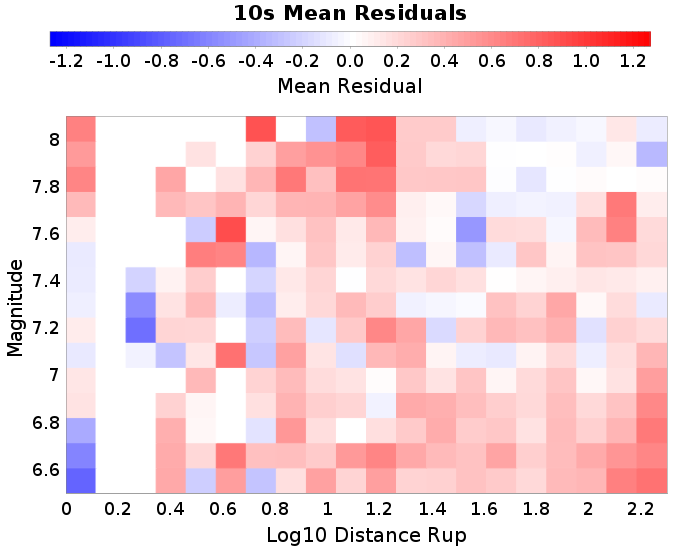 10s Mean Residuals
-1.2 -1.0 -0.8 -0.6 -0.4 -0.2 0.0 0.2 0.4 0.6 0.8 1.0 1.2
Mean Residual
8
7.8
7.6
7.4
7.2
7
6.8
6.6
Magnitude
0 0.2 0.4 0.6 0.8 1 1.2 1.4 1.6 1.8 2 2.2
Log10 Distance Rup